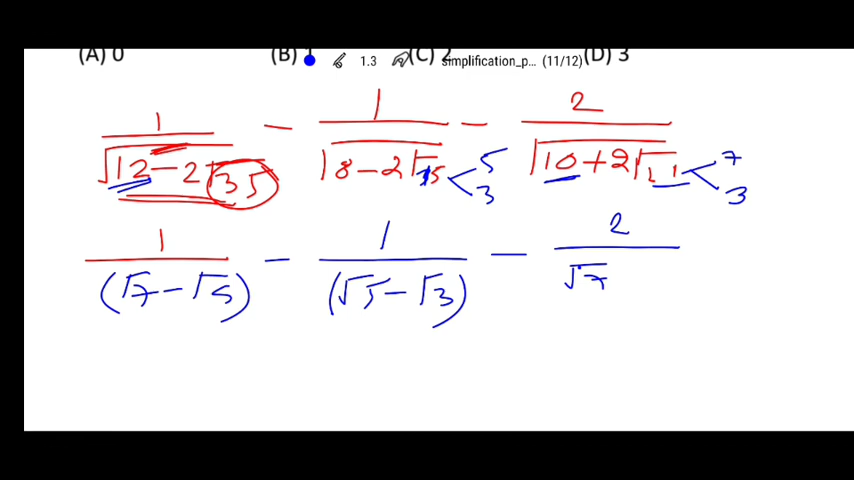 (A) 0 (B) 1 1.3 (C) 2 simplification_p... (11/12) (D) 3
1/√(12-2√35) - 1/√(8-2√15) < 5 3 - 2/√(10+2√21) < 7 3
1/(√7-√5) - 1/(√5-√3) - 2/√7